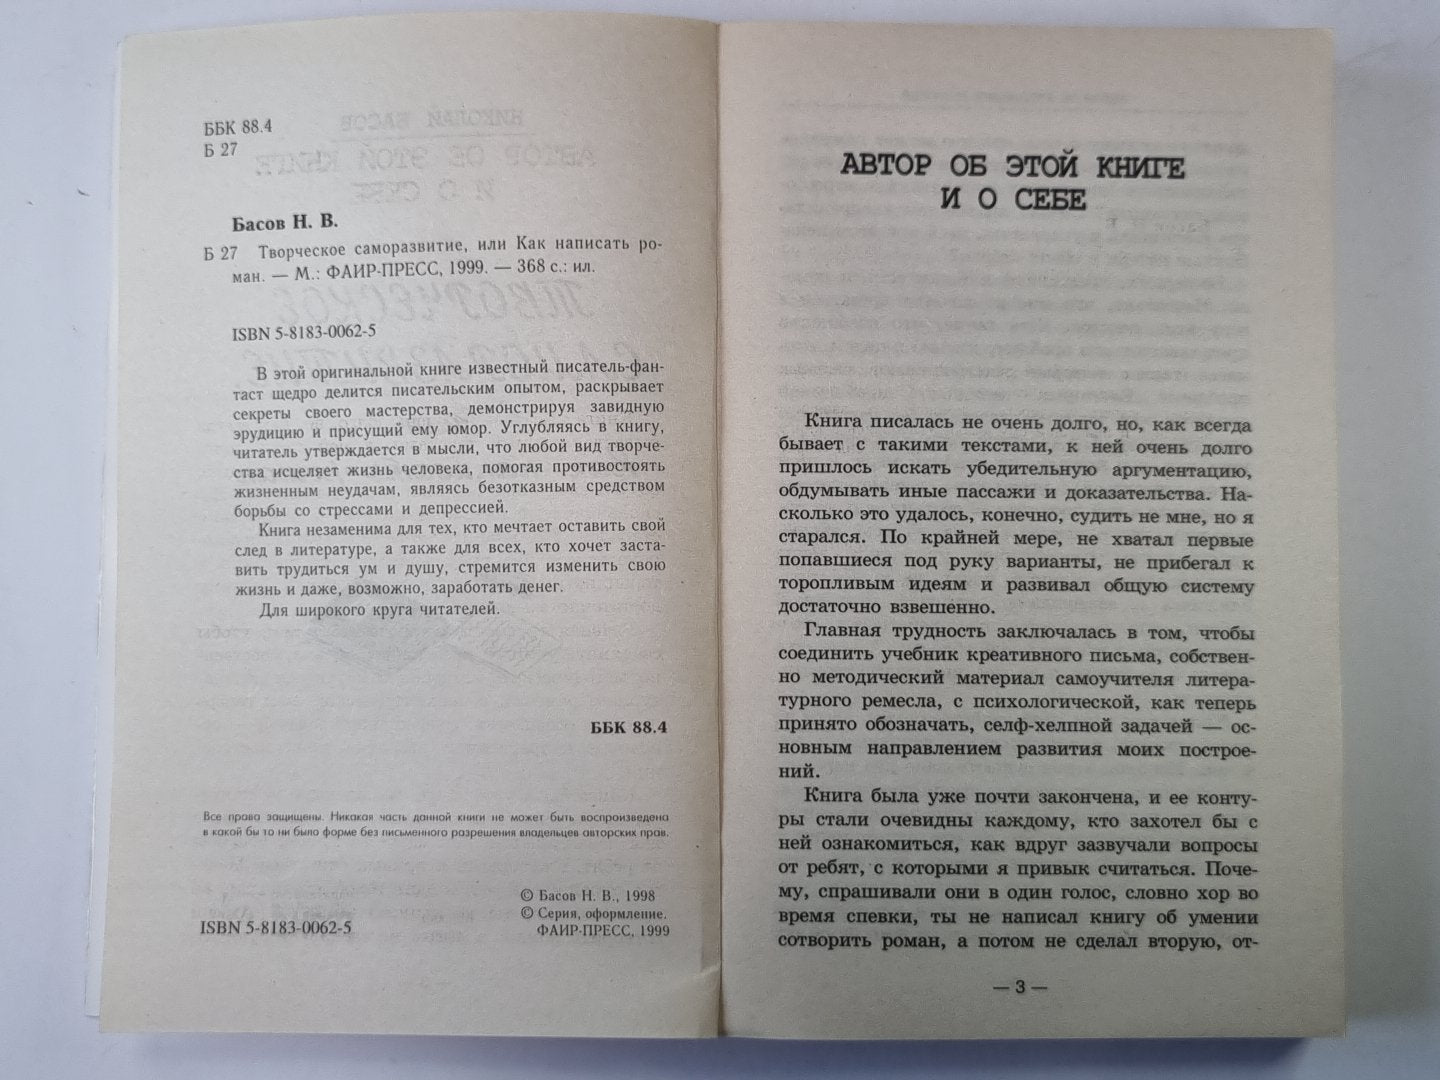 ББК 88.4
Б 27
Басов Н. В.
Б 27 Творческое саморазвитие, или Как написать ро-
ман. — М.: ФАИР-ПРЕСС, 1999. — 368 с.: ил.
ISBN 5-8183-0062-5
В этой оригинальной книге известный писатель-фан-
таст щедро делится писательским опытом, раскрывает
секреты своего мастерства, демонстрируя завидную
эрудицию и присущий ему юмор. Углубляясь в книгу,
читатель утверждается в мысли, что любой вид творче-
ства исцеляет жизнь человека, помогая противостоять
жизненным неудачам, являясь безотказным средством
борьбы со стрессами и депрессией.
Книга незаменима для тех, кто мечтает оставить свой
след в литературе, а также для всех, кто хочет заста-
вить трудиться ум и душу, стремится изменить свою
жизнь и даже, возможно, заработать денег.
Для широкого круга читателей.
ББК 88.4
Все права защищены. Никакая часть данной книги не может быть воспроизведена
в какой бы то ни было форме без письменного разрешения владельцев авторских прав.
© Басов Н. В., 1998
© Серия, оформление.
ISBN 5-8183-0062-5 ФАИР-ПРЕСС, 1999
АВТОР ОБ ЭТОЙ КНИГЕ
И О СЕБЕ
Книга писалась не очень долго, но, как всегда
бывает с такими текстами, к ней очень долго
пришлось искать убедительную аргументацию,
обдумывать иные пассажи и доказательства. На-
сколько это удалось, конечно, судить не мне, но я
старался. По крайней мере, не хватал первые
попавшиеся под руку варианты, не прибегал к
торопливым идеям и развивал общую систему
достаточно взвешенно.
Главная трудность заключалась в том, чтобы
соединить учебник креативного письма, собствен-
но методический материал самоучителя литера-
турного ремесла, с психологической, как теперь
принято обозначать, селф-хелпной задачей — ос-
новным направлением развития моих построе-
ний.
Книга была уже почти закончена, и ее конту-
ры стали очевидны каждому, кто захотел бы с
ней ознакомиться, как вдруг зазвучали вопросы
от ребят, с которыми я привык считаться. Поче-
му, спрашивали они в один голос, словно хор во
время спевки, ты не написал книгу об умении
сотворить роман, а потом не сделал вторую, от-
— 3 —